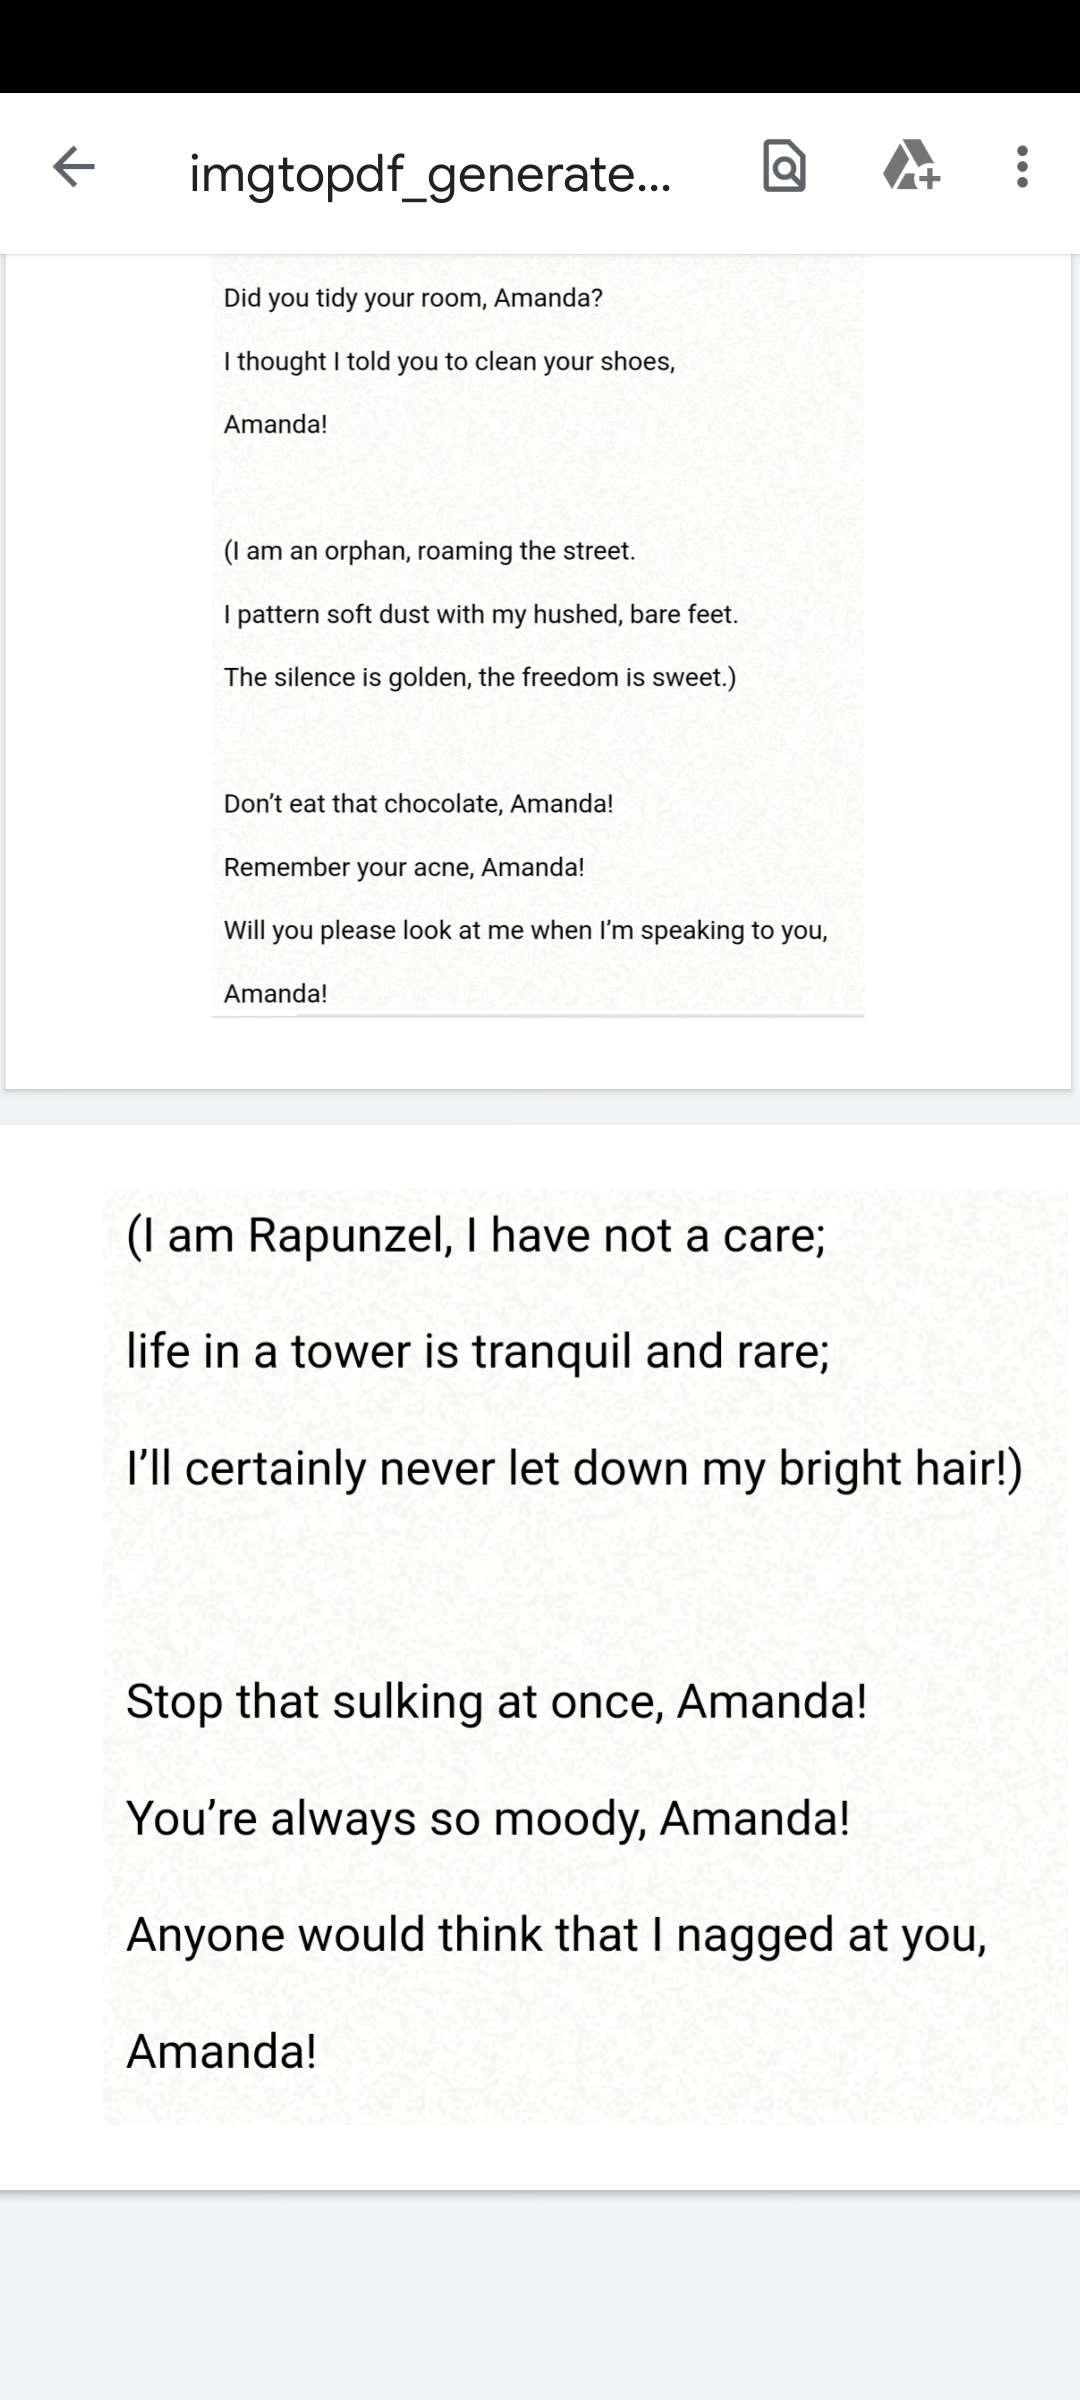 imgtopdf_generate...
Did you tidy your room, Amanda?
I thought I told you to clean your shoes,
Amanda!
(I am an orphan, roaming the street.
I pattern soft dust with my hushed, bare feet.
The silence is golden, the freedom is sweet.)
Don’t eat that chocolate, Amanda!
Remember your acne, Amanda!
Will you please look at me when I’m speaking to you,
Amanda!
(I am Rapunzel, I have not a care;
life in a tower is tranquil and rare;
I’ll certainly never let down my bright hair!)
Stop that sulking at once, Amanda!
You’re always so moody, Amanda!
Anyone would think that I nagged at you,
Amanda!